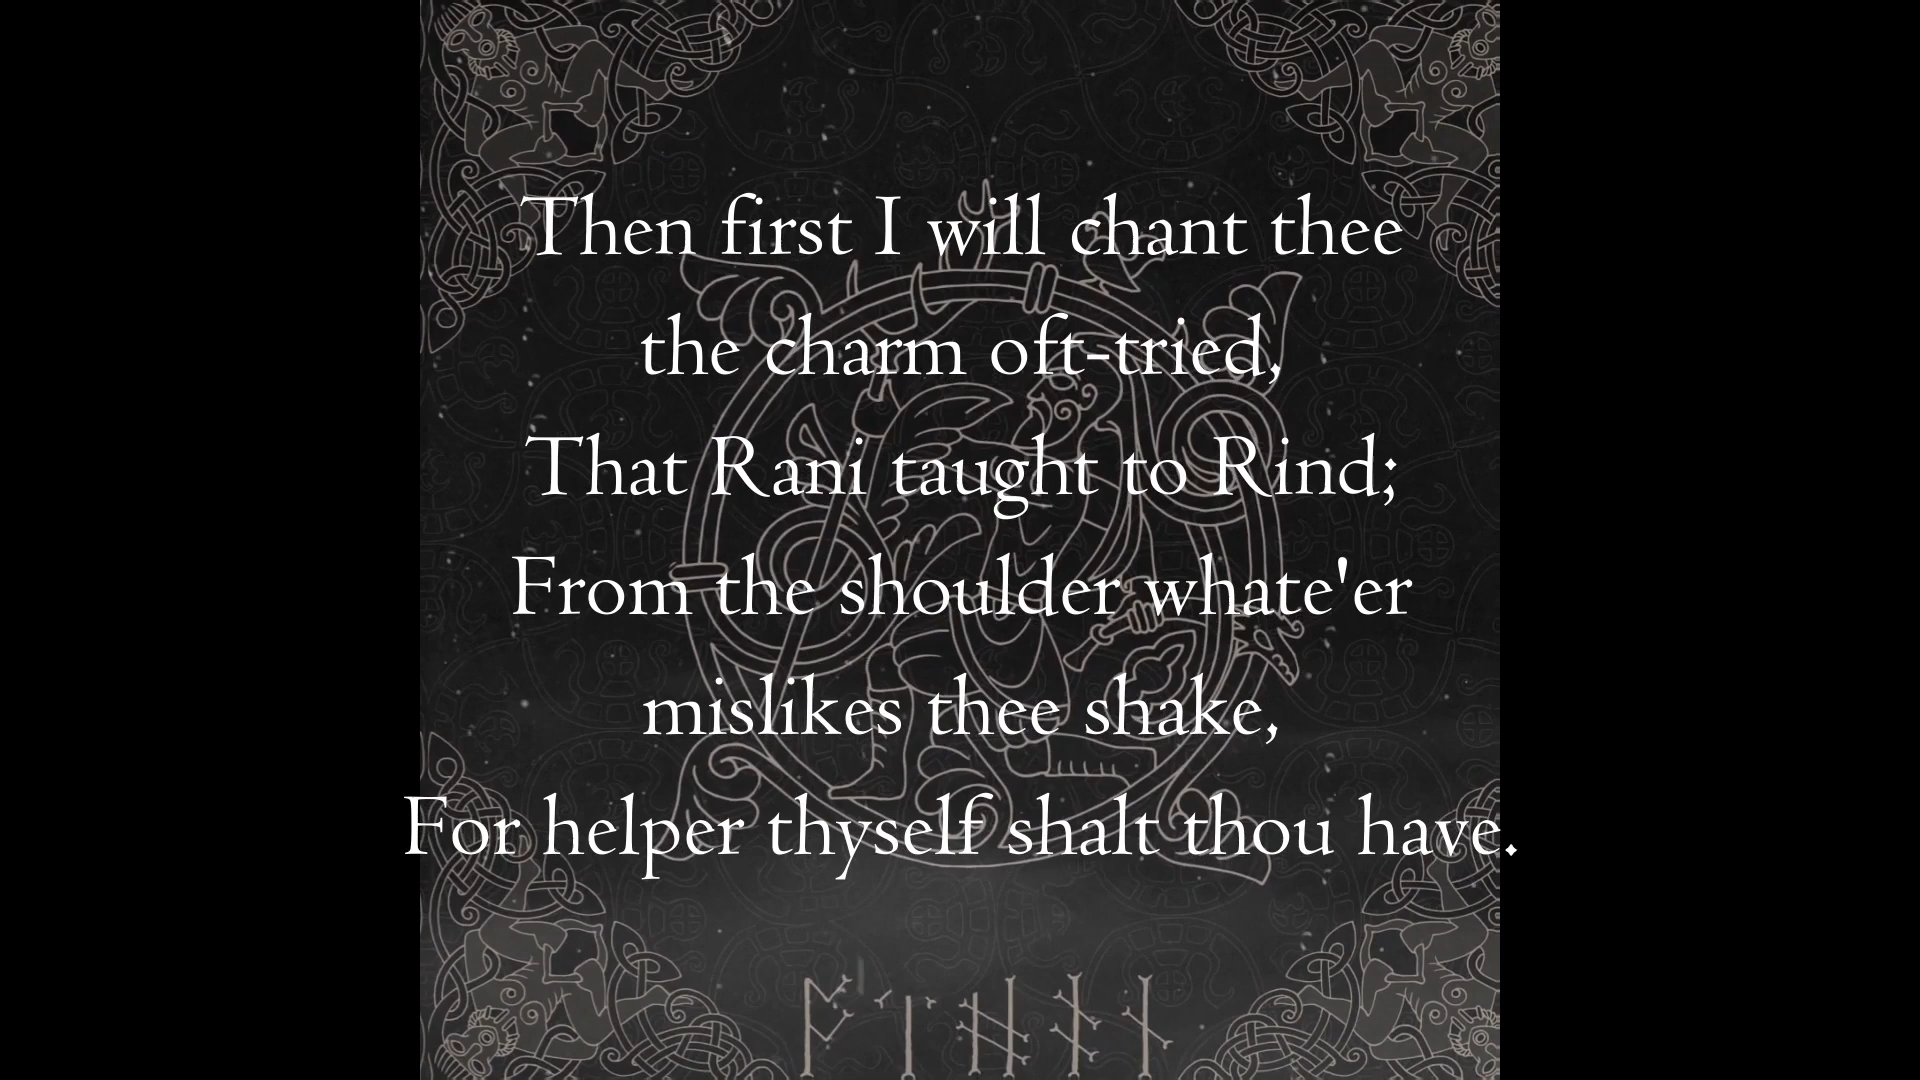 Then first I will chant thee
the charm oft-tried,
That Rani taught to Rind;
From the shoulder whate'er
mislikes thee shake,
For helper thyself shalt thou have.